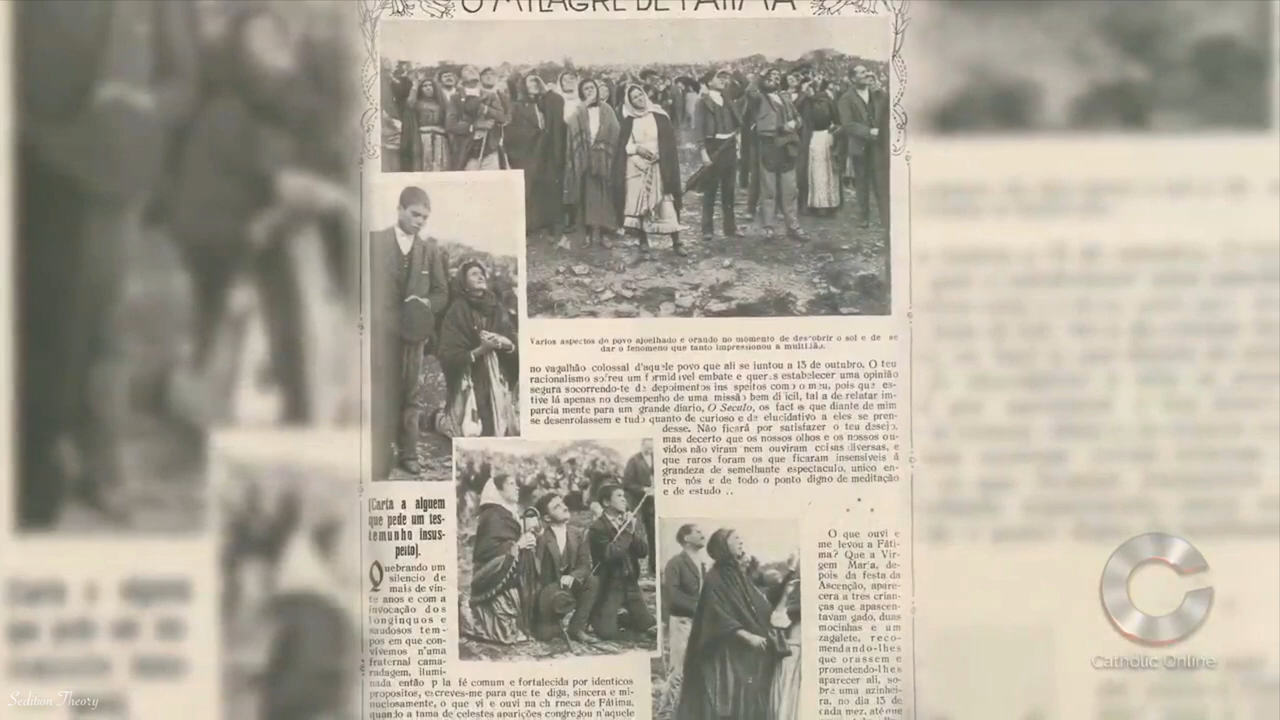 O MILAGRE DE FATIMA
Varios aspectos do povo ajoelhado e orando no momento de descobrir o sol e de se
dar o fenomeno que tanto impressionou a multidão.
no vagalhão colossal d'aquele povo que ali se juntou a 13 de outubro. O teu
racionalismo sofreu um formidavel embate e queres estabelecer uma opinião
segura socorrendo-te de depoimentos insuspeitos como o meu, pois que es-
tive lá apenas no desempenho de uma missão bem dificil, tal a de relatar im-
parcialmente para um grande diario, O Seculo, os factos que diante de mim
se desenrolassem e tudo quanto de curioso e de elucidativo a eles se pren-
desse. Não ficará por satisfazer o teu desejo,
mas decerto que os nossos olhos e os nossos ou-
vidos não viram nem ouviram coisas diversas, e
que raros foram os que ficaram insensiveis á
grandeza de semelhante espectaculo, unico en-
tre nós e de todo o ponto digno de meditação
e de estudo ..
(Carta a alguem
que pede um tes-
temunho insus-
peito).
Quebrando um
silencio de
mais de vin-
te anos e com a
invocação dos
longinquos e
saudosos tem-
pos em que con-
vivemos n'uma
fraternal cama-
radagem, ilumi-
nada então pela fé comum e fortalecida por identicos
propositos, escreves-me para que te diga, sincera e mi-
nuciosamente, o que vi e ouvi na charneca de Fátima,
quando a fama de celestes aparições congregou n'aquele
O que ouvi e
me levou a Fáti-
ma? Que a Vir-
gem Maria, de-
pois da festa da
Ascenção, apare-
cera a tres crian-
ças que apascen-
tavam gado, duas
mocinhas e um
zagalete, reco-
mendando-lhes
que orassem e
prometendo-lhes
aparecer ali, so-
bre uma azinhei-
ra, no dia 13 de
cada mez, até que
Catholic Online
Sedition Theory